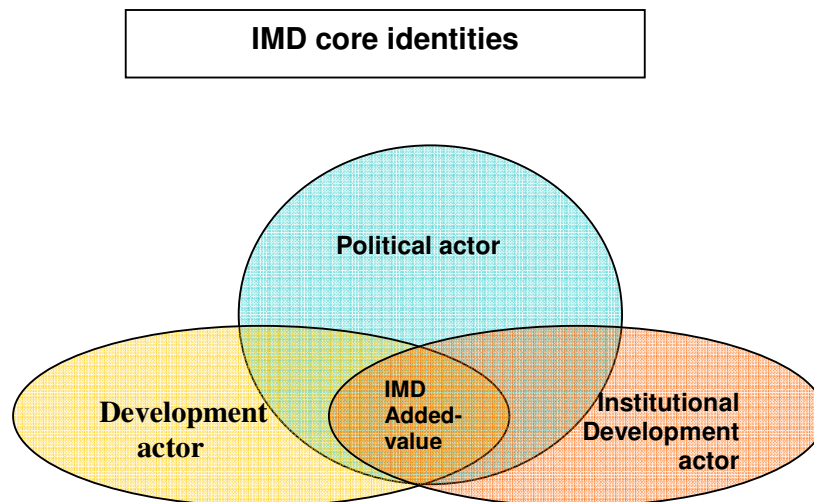 IMD core identities
Political actor
Development
actor
IMD
Added-
value
Institutional
Development
actor